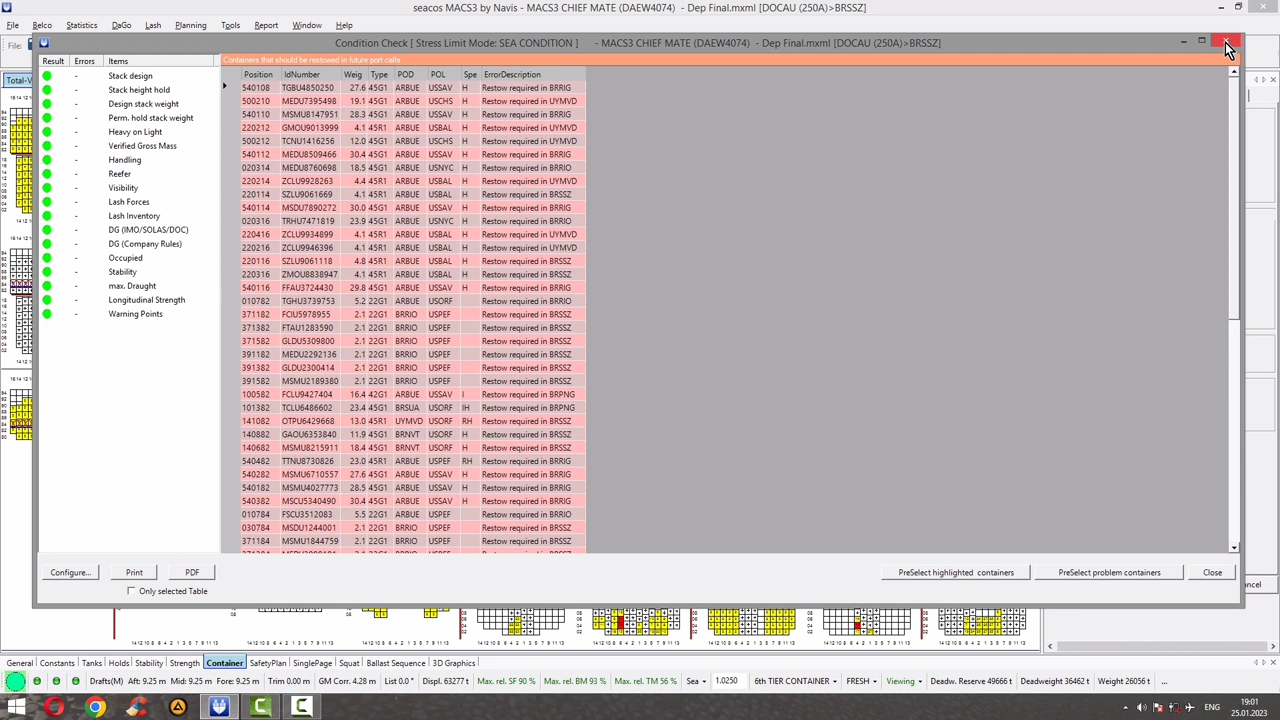 seacos MACS3 by Navis - MACS3 CHIEF MATE (DAEW4074) - Dep Final.mxml [DOCAU (250A)>BRSSZ]
File Belco Statistics DaGo Lash Planning Tools Report Window Help
File:
Condition Check [ Stress Limit Mode: SEA CONDITION ] - MACS3 CHIEF MATE (DAEW4074) - Dep Final.mxml [DOCAU (250A)>BRSSZ]
Result Errors Items
- Stack design
- Stack height hold
- Design stack weight
- Perm. hold stack weight
- Heavy on Light
- Verified Gross Mass
- Handling
- Reefer
- Visibility
- Lash Forces
- Lash Inventory
- DG (IMO/SOLAS/DOC)
- DG (Company Rules)
- Occupied
- Stability
- max. Draught
- Longitudinal Strength
- Warning Points
Containers that should be restowed in future port calls
Position IdNumber Weig Type POD POL Spe ErrorDescription
540108 TGBU4850250 27.6 45G1 ARBUE USSAV H Restow required in BRRIG
500210 MEDU7395498 19.1 45G1 ARBUE USCHS H Restow required in UYMVD
540110 MSMU8147951 28.3 45G1 ARBUE USSAV H Restow required in BRRIG
220212 GMOU9013999 4.1 45R1 ARBUE USBAL H Restow required in UYMVD
500212 TCNU1416256 12.0 45G1 ARBUE USCHS H Restow required in UYMVD
540112 MEDU8509466 30.4 45G1 ARBUE USSAV H Restow required in BRRIG
020314 MEDU8760698 18.5 45G1 ARBUE USNYC H Restow required in BRRIG
220214 ZCLU9928263 4.4 45R1 ARBUE USBAL H Restow required in UYMVD
220114 SZLU9061669 4.1 45R1 ARBUE USBAL H Restow required in BRSSZ
540114 MSDU7890272 30.0 45G1 ARBUE USSAV H Restow required in BRRIG
020316 TRHU7471819 23.9 45G1 ARBUE USNYC H Restow required in BRRIO
220416 ZCLU9934899 4.1 45R1 ARBUE USBAL H Restow required in UYMVD
220216 ZCLU9946396 4.1 45R1 ARBUE USBAL H Restow required in UYMVD
220116 SZLU9061118 4.8 45R1 ARBUE USBAL H Restow required in BRSSZ
220316 ZMOU8838947 4.1 45R1 ARBUE USBAL H Restow required in BRSSZ
540116 FFAU3724430 29.8 45G1 ARBUE USSAV H Restow required in BRRIG
010782 TGHU3739753 5.2 22G1 ARBUE USORF Restow required in BRRIO
371182 FCIU5978955 2.1 22G1 BRRIO USPEF Restow required in BRSSZ
371382 FTAU1283590 2.1 22G1 BRRIO USPEF Restow required in BRSSZ
371582 GLDU5309800 2.1 22G1 BRRIO USPEF Restow required in BRSSZ
391182 MEDU2292136 2.1 22G1 BRRIO USPEF Restow required in BRSSZ
391382 GLDU2300414 2.1 22G1 BRRIO USPEF Restow required in BRSSZ
391582 MSMU2189380 2.1 22G1 BRRIO USPEF Restow required in BRSSZ
100582 FCLU9427404 16.4 42G1 ARBUE USSAV I Restow required in BRPNG
101382 TCLU6486602 23.4 45G1 BRSUA USORF IH Restow required in BRPNG
141082 OTPU6429668 13.0 45R1 UYMVD USORF RH Restow required in BRSSZ
140882 GAOU6353840 11.9 45G1 BRNVT USORF H Restow required in BRSSZ
140682 MSMU8215911 18.4 45G1 BRNVT USORF H Restow required in BRSSZ
540482 TTNU8730826 23.0 45R1 ARBUE USPEF RH Restow required in BRRIG
540282 MSMU6710557 27.6 45G1 ARBUE USSAV H Restow required in BRRIG
540182 MSMU4027773 28.5 45G1 ARBUE USSAV H Restow required in BRRIG
540382 MSCU5340490 30.4 45G1 ARBUE USSAV H Restow required in BRRIG
010784 FSCU3512083 5.5 22G1 ARBUE USPEF Restow required in BRRIO
030784 MSDU1244001 2.1 22G1 BRRIO USPEF Restow required in BRSSZ
371184 MSMU1844759 2.1 22G1 BRRIO USPEF Restow required in BRSSZ
Configure... Print PDF PreSelect highlighted containers PreSelect problem containers Close
Only selected Table
General Constants Tanks Holds Stability Strength Container SafetyPlan SinglePage Squat Ballast Sequence 3D Graphics
Drafts(M) Aft: 9.25 m Mid: 9.25 m Fore: 9.25 m Trim 0.00 m GM Corr. 4.28 m List 0.0 ° Displ. 63277 t Max. rel. SF 90 % Max. rel. BM 93 % Max. rel. TM 56 % Sea 1.0250 6th TIER CONTAINER FRESH Viewing Deadw. Reserve 49666 t Deadweight 36462 t Weight 26056 t ...
ENG
19:01
25.01.2023